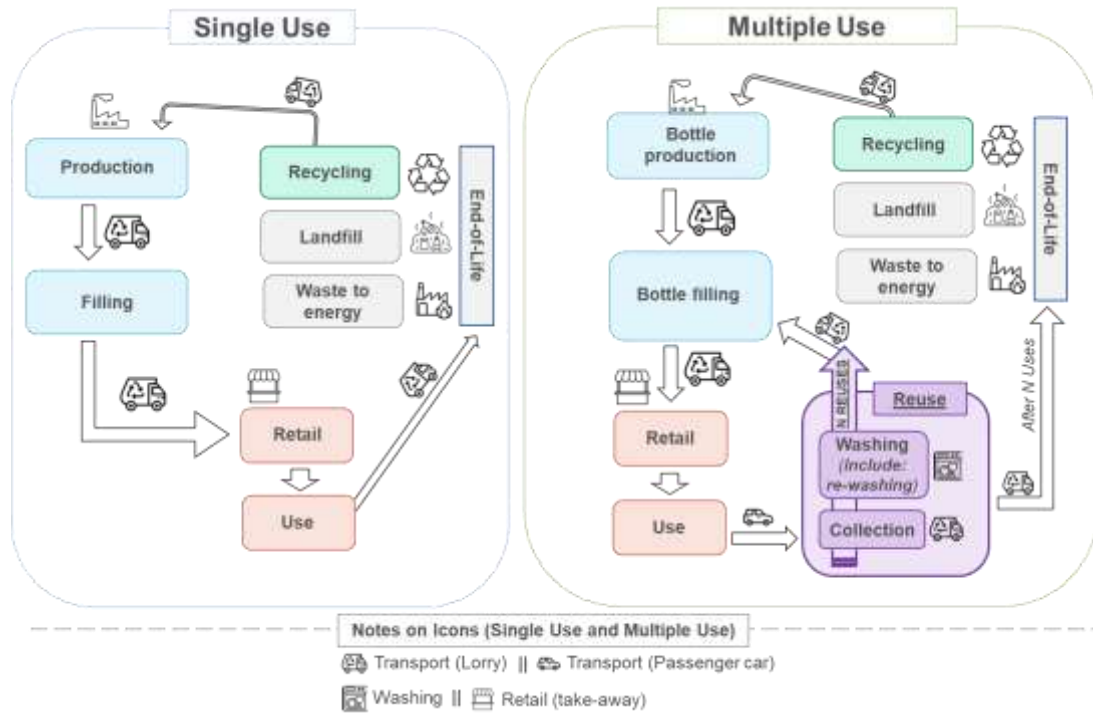 Single Use
Production
Recycling
Landfill
Filling
Waste to
energy
End-of-Life
Retail
Use
Multiple Use
Bottle
production
Recycling
Landfill
Bottle filling
Waste to
energy
End-of-Life
Retail
Use
N REUSES
Reuse
Washing
(Include:
re-washing)
Collection
After N Uses
Notes on Icons (Single Use and Multiple Use)
Transport (Lorry) || Transport (Passenger car)
Washing || Retail (take-away)